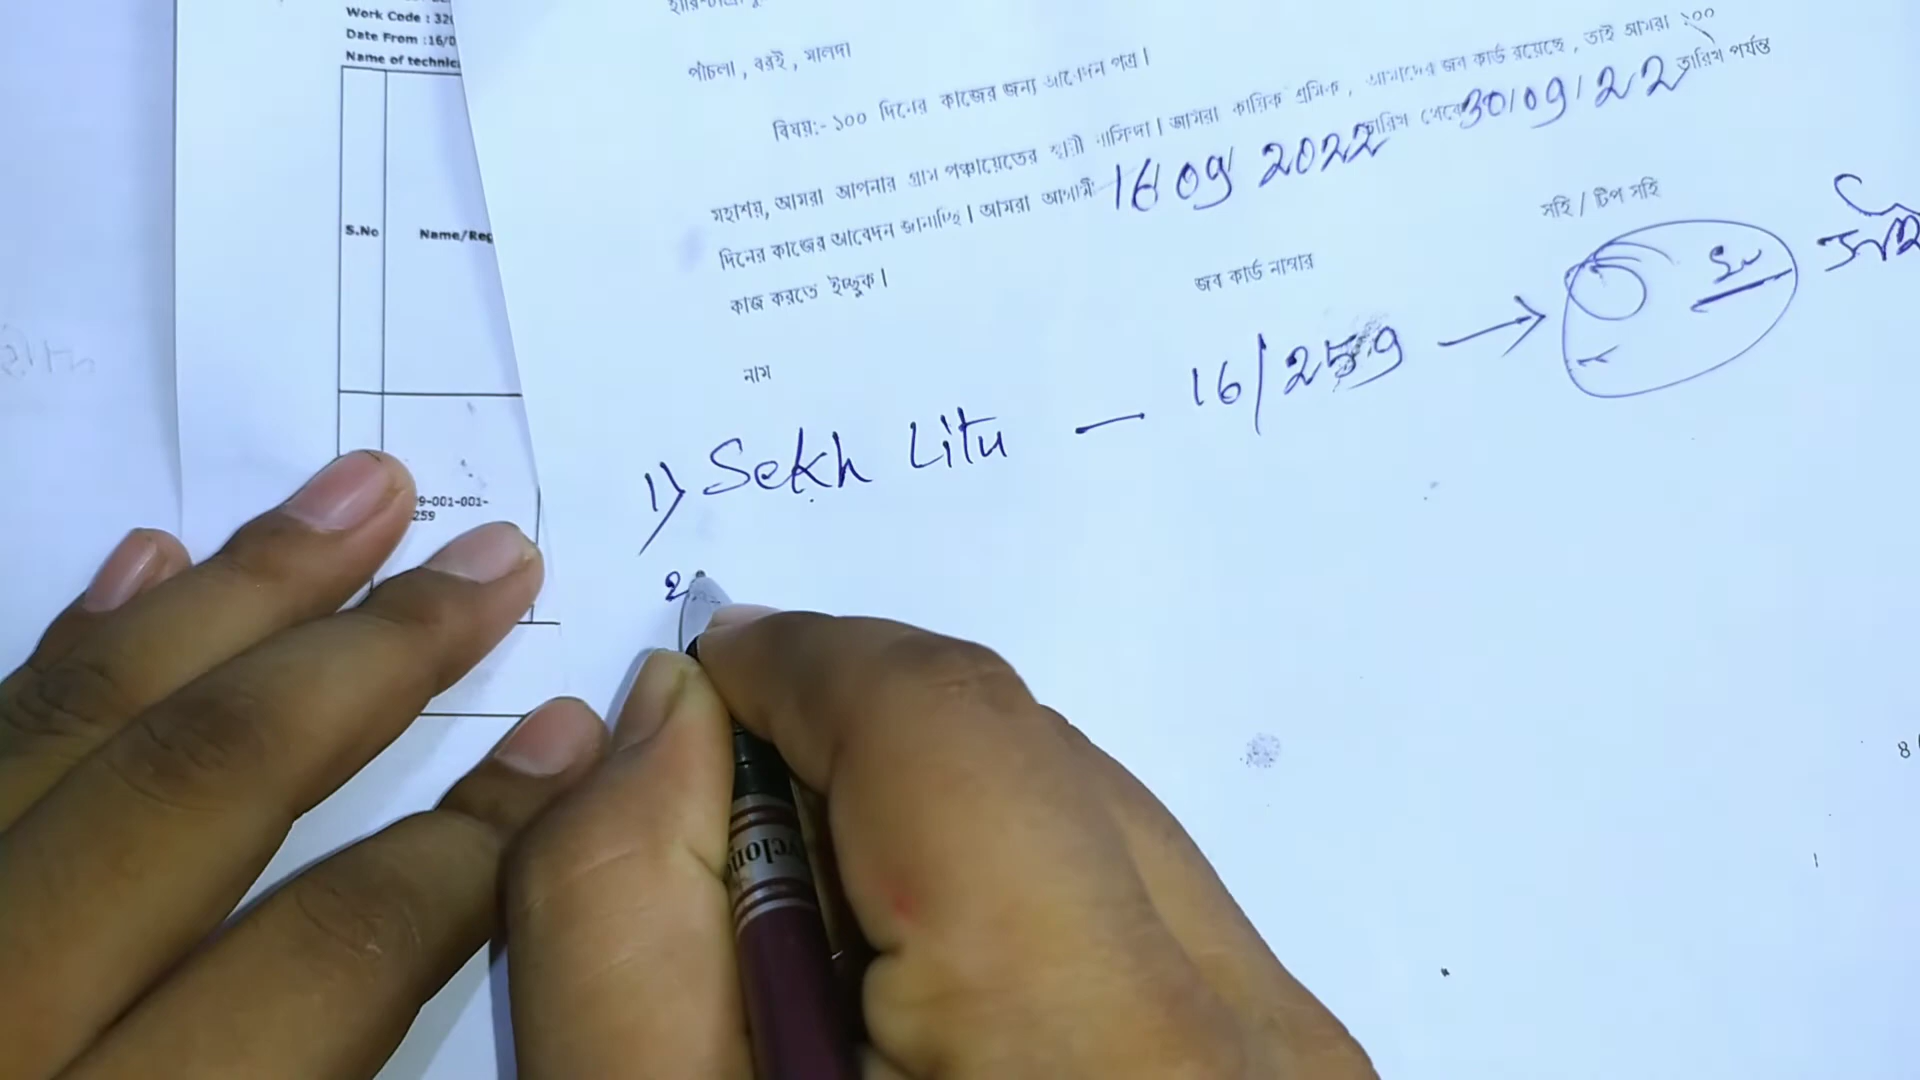 Work Code : 32
Date From :16/0
Name of technic
S.No
Name/Reg
9-001-001-
259
পাঁচলা , বরই , মালদা
বিষয়:- ১০০ দিনের কাজের জন্য আবেদন পত্র।
মহাশয়, আমরা আপনার গ্রাম পঞ্চায়েতের স্থায়ী বাসিন্দা। আমরা কায়িক শ্রমিক , আমাদের জব কার্ড রয়েছে , তাই আমরা ১০০
দিনের কাজের আবেদন জানাচ্ছি। আমরা আগামী 16/09/2022 তারিখ থেকে 30/09/22 তারিখ পর্যন্ত
কাজ করতে ইচ্ছুক।
নাম জব কার্ড নাম্বার সহি / টিপ সহি
1) Sekh Litu — 16/259 →
2